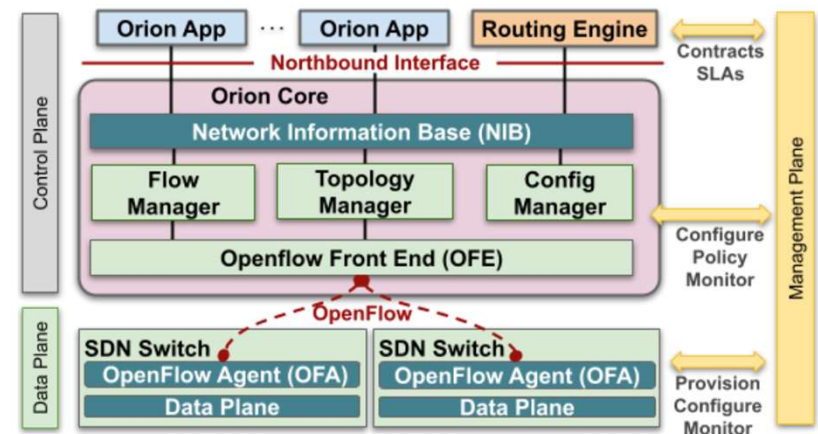 Orion App
...
Orion App
Routing Engine
Contracts
SLAs
Northbound Interface
Control Plane
Orion Core
Network Information Base (NIB)
Flow
Manager
Topology
Manager
Config
Manager
Management Plane
Configure
Policy
Monitor
Openflow Front End (OFE)
OpenFlow
Data Plane
SDN Switch
OpenFlow Agent (OFA)
Data Plane
SDN Switch
OpenFlow Agent (OFA)
Data Plane
Provision
Configure
Monitor